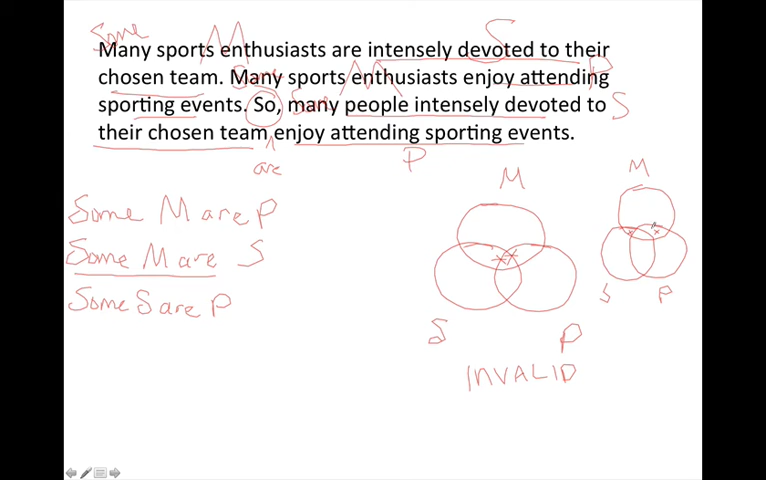 Some M S
Many sports enthusiasts are intensely devoted to their
chosen team. Many sports enthusiasts enjoy attending
Some M P
sporting events. So, many people intensely devoted to S
Some
their chosen team enjoy attending sporting events.
are P
Some M are P
Some M are S
Some S are P
M
S P
INVALID
M
S P